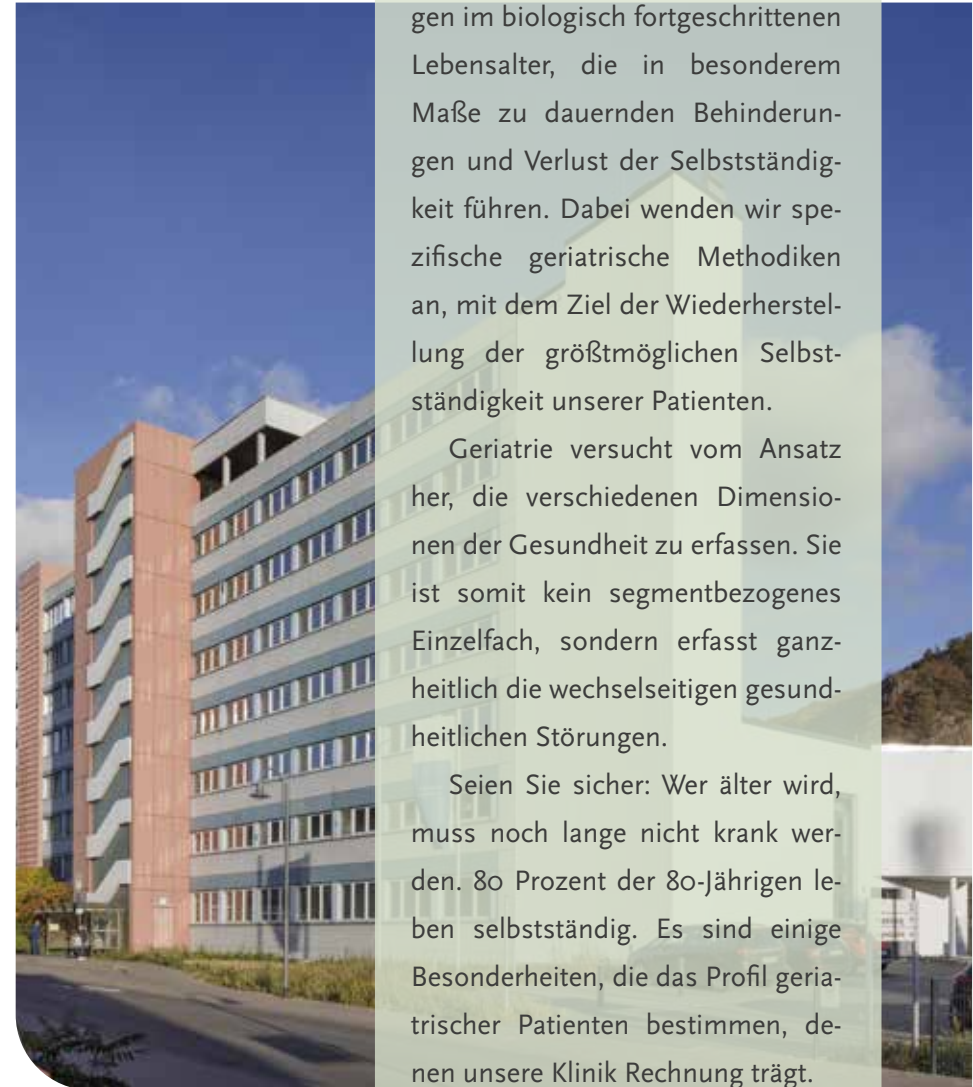 gen im biologisch fortgeschrittenen
Lebensalter, die in besonderem
Maße zu dauernden Behinderun-
gen und Verlust der Selbstständig-
keit führen. Dabei wenden wir spe-
zifische geriatrische Methodiken
an, mit dem Ziel der Wiederherstel-
lung der größtmöglichen Selbst-
ständigkeit unserer Patienten.
Geriatrie versucht vom Ansatz
her, die verschiedenen Dimensio-
nen der Gesundheit zu erfassen. Sie
ist somit kein segmentbezogenes
Einzelfach, sondern erfasst ganz-
heitlich die wechselseitigen gesund-
heitlichen Störungen.
Seien Sie sicher: Wer älter wird,
muss noch lange nicht krank wer-
den. 80 Prozent der 80-Jährigen le-
ben selbstständig. Es sind einige
Besonderheiten, die das Profil geria-
trischer Patienten bestimmen, de-
nen unsere Klinik Rechnung trägt.